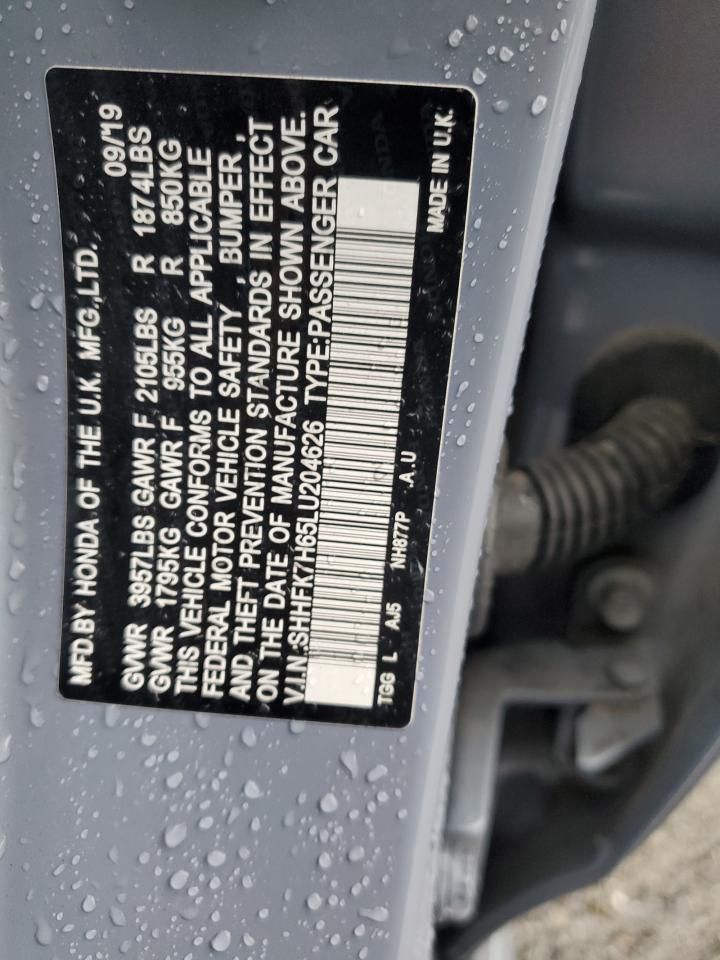 MFD.BY HONDA OF THE U.K. MFG.,LTD. 09/19
GVWR 3957LBS GAWR F 2105LBS R 1874LBS
GVWR 1795KG GAWR F 955KG R 850KG
THIS VEHICLE CONFORMS TO ALL APPLICABLE
FEDERAL MOTOR VEHICLE SAFETY , BUMPER ,
AND THEFT PREVENTION STANDARDS IN EFFECT
ON THE DATE OF MANUFACTURE SHOWN ABOVE.
V.I.N.:SHHFK7H65LU204626 TYPE:PASSENGER CAR
TGG L AJ5 NH877P .A.U MADE IN U.K.